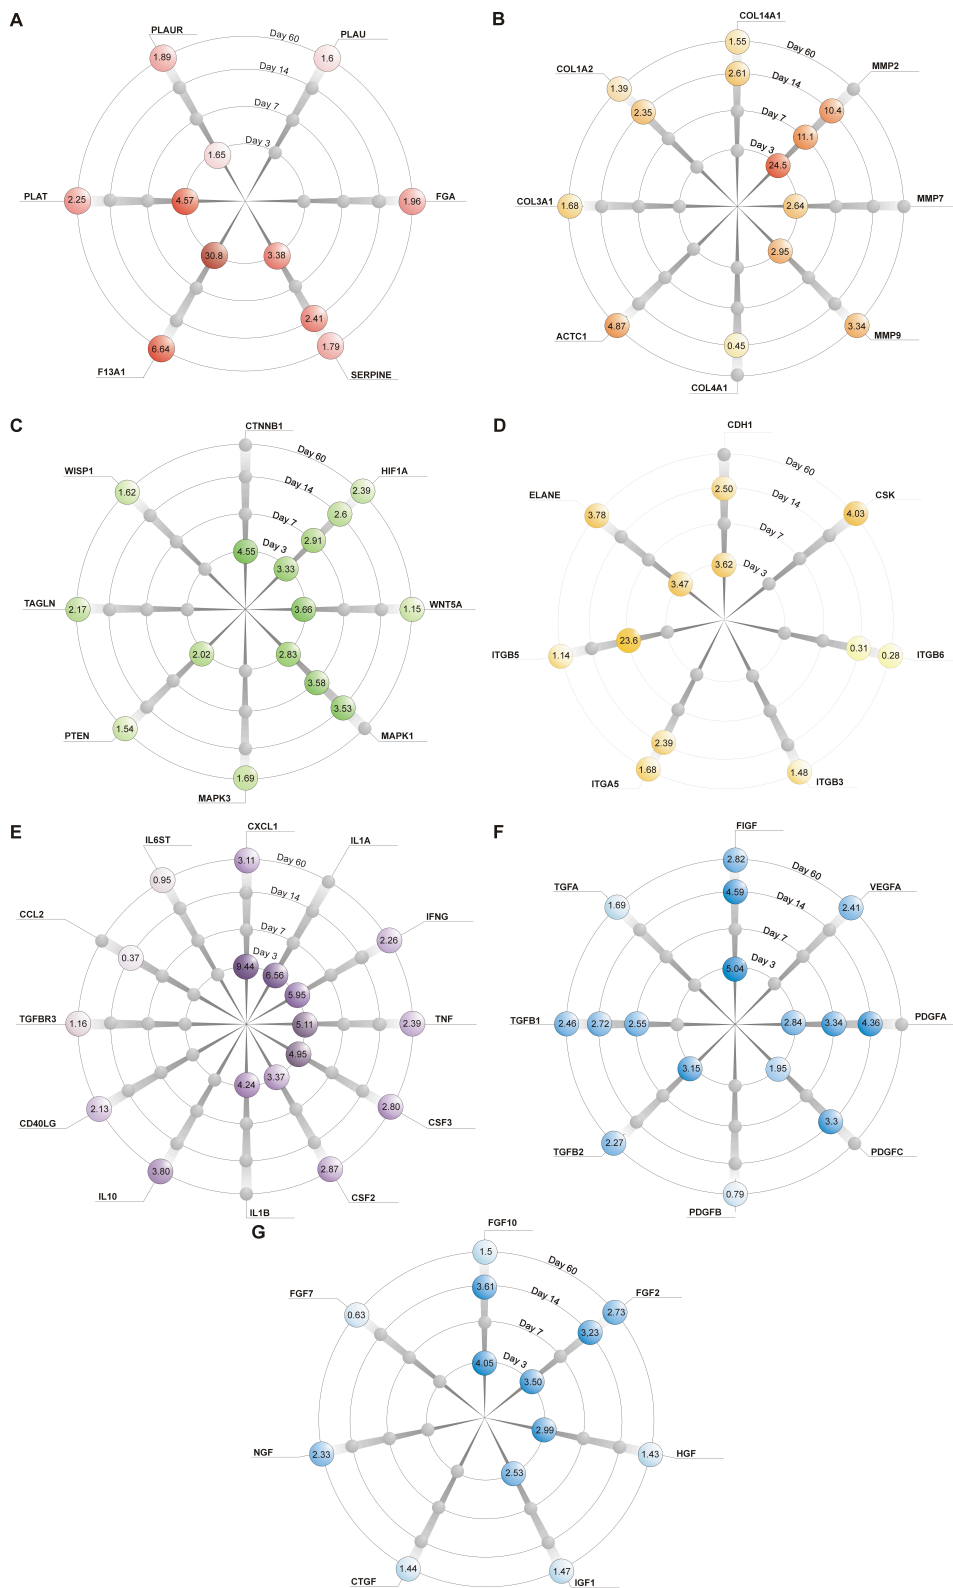 A
PLAUR
PLAU
Day 60
1.89
1.6
Day 14
Day 7
Day 3
1.65
PLAT
2.25
4.57
1.96
FGA
30.8
3.38
6.64
2.41
1.79
F13A1
SERPINE
B
COL14A1
1.55
Day 60
COL1A2
MMP2
2.61
1.39
Day 14
2.35
10.4
Day 7
11.1
Day 3
24.5
COL3A1
1.68
2.64
MMP7
2.95
ACTC1
4.87
3.34
MMP9
0.45
COL4A1
C
CTNNB1
Day 60
WISP1
HIF1A
1.62
2.39
Day 14
2.6
Day 7
2.91
4.55
Day 3
3.33
TAGLN
2.17
3.66
1.15
WNT5A
2.02
2.83
3.58
3.53
PTEN
1.54
MAPK1
1.69
MAPK3
D
CDH1
Day 60
ELANE
CSK
2.50
Day 14
3.78
4.03
Day 7
3.62
Day 3
3.47
23.6
ITGB5
1.14
0.31
0.28
ITGB6
2.39
1.68
1.48
ITGA5
ITGB3
E
CXCL1
IL6ST
IL1A
3.11
Day 60
0.95
Day 14
CCL2
IFNG
Day 7
2.26
0.37
Day 3
9.44
6.56
5.95
TGFBR3
1.16
5.11
2.39
TNF
4.95
3.37
4.24
CD40LG
2.13
2.80
CSF3
3.80
2.87
IL10
CSF2
IL1B
F
FIGF
2.82
Day 60
TGFA
VEGFA
4.59
1.69
Day 14
2.41
Day 7
5.04
Day 3
TGFB1
2.46
2.72
2.55
2.84
3.34
4.36
PDGFA
3.15
1.95
3.3
TGFB2
2.27
PDGFC
0.79
PDGFB
G
FGF10
1.5
Day 60
FGF7
3.61
Day 14
FGF2
0.63
2.73
Day 7
3.23
4.05
Day 3
3.50
2.99
NGF
2.33
1.43
HGF
2.53
1.44
1.47
CTGF
IGF1